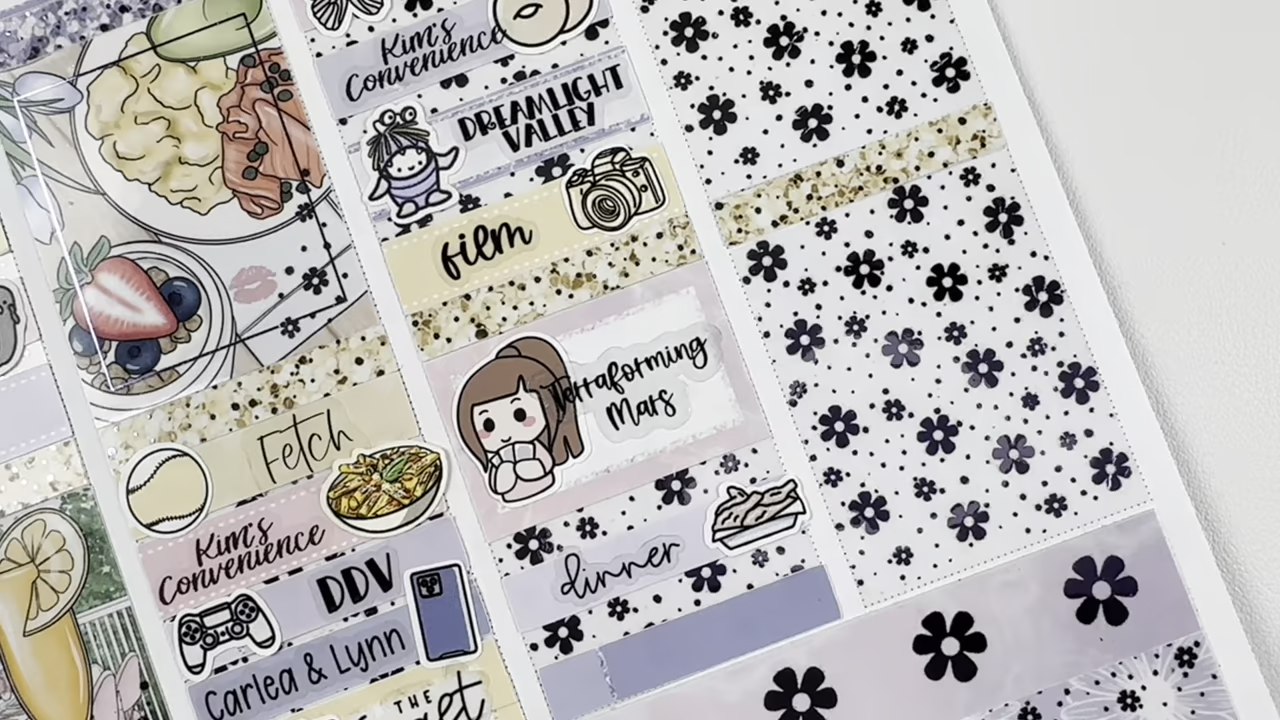 Fetch
Kim's
Convenience
DDV
Carlea & Lynn
THE
Kim's
Convenience
DREAMLIGHT
VALLEY
film
Terraforming
Mars
dinner